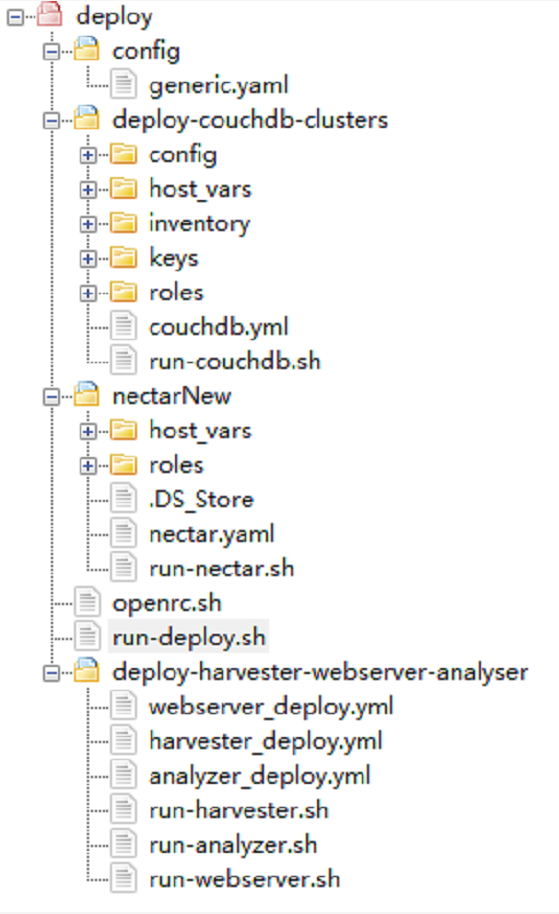 deploy
config
generic.yaml
deploy-couchdb-clusters
config
host_vars
inventory
keys
roles
couchdb.yml
run-couchdb.sh
nectarNew
host_vars
roles
.DS_Store
nectar.yaml
run-nectar.sh
openrc.sh
run-deploy.sh
deploy-harvester-webserver-analyser
webserver_deploy.yml
harvester_deploy.yml
analyzer_deploy.yml
run-harvester.sh
run-analyzer.sh
run-webserver.sh